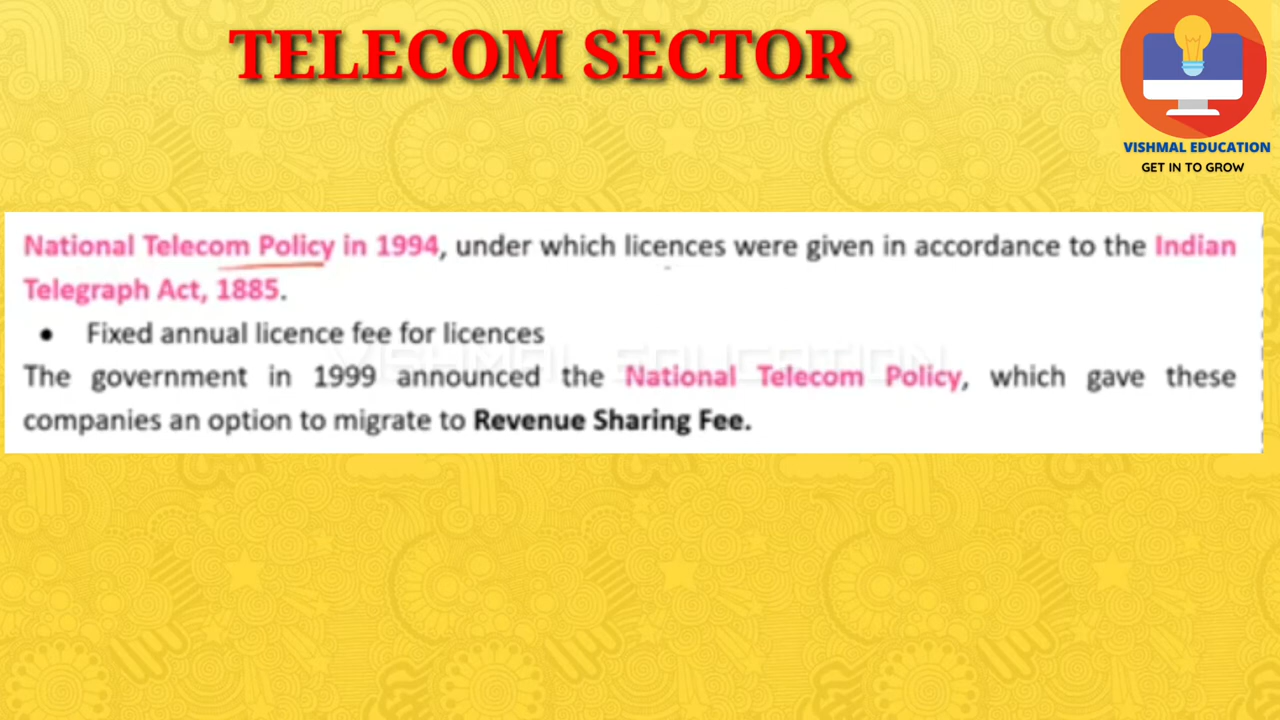 TELECOM SECTOR
VISHMAL EDUCATION
GET IN TO GROW
National Telecom Policy in 1994, under which licences were given in accordance to the Indian
Telegraph Act, 1885.
• Fixed annual licence fee for licences
VISHMAL EDUCATION
The government in 1999 announced the National Telecom Policy, which gave these
companies an option to migrate to Revenue Sharing Fee.